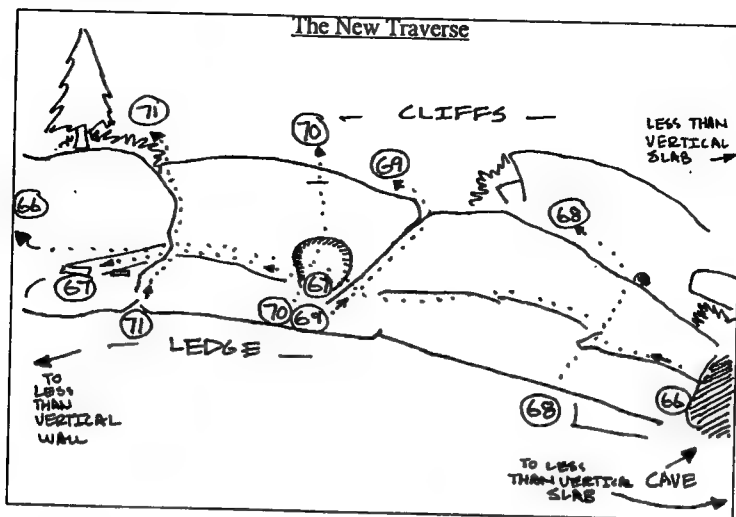 The New Traverse
71
70
← CLIFFS —
69
LESS THAN
VERTICAL
SLAB
66
68
67
67
70 69
71
— LEDGE —
TO
LESS
THAN
VERTICAL
WALL
68
66
TO LESS
THAN VERTICAL
SLAB
CAVE